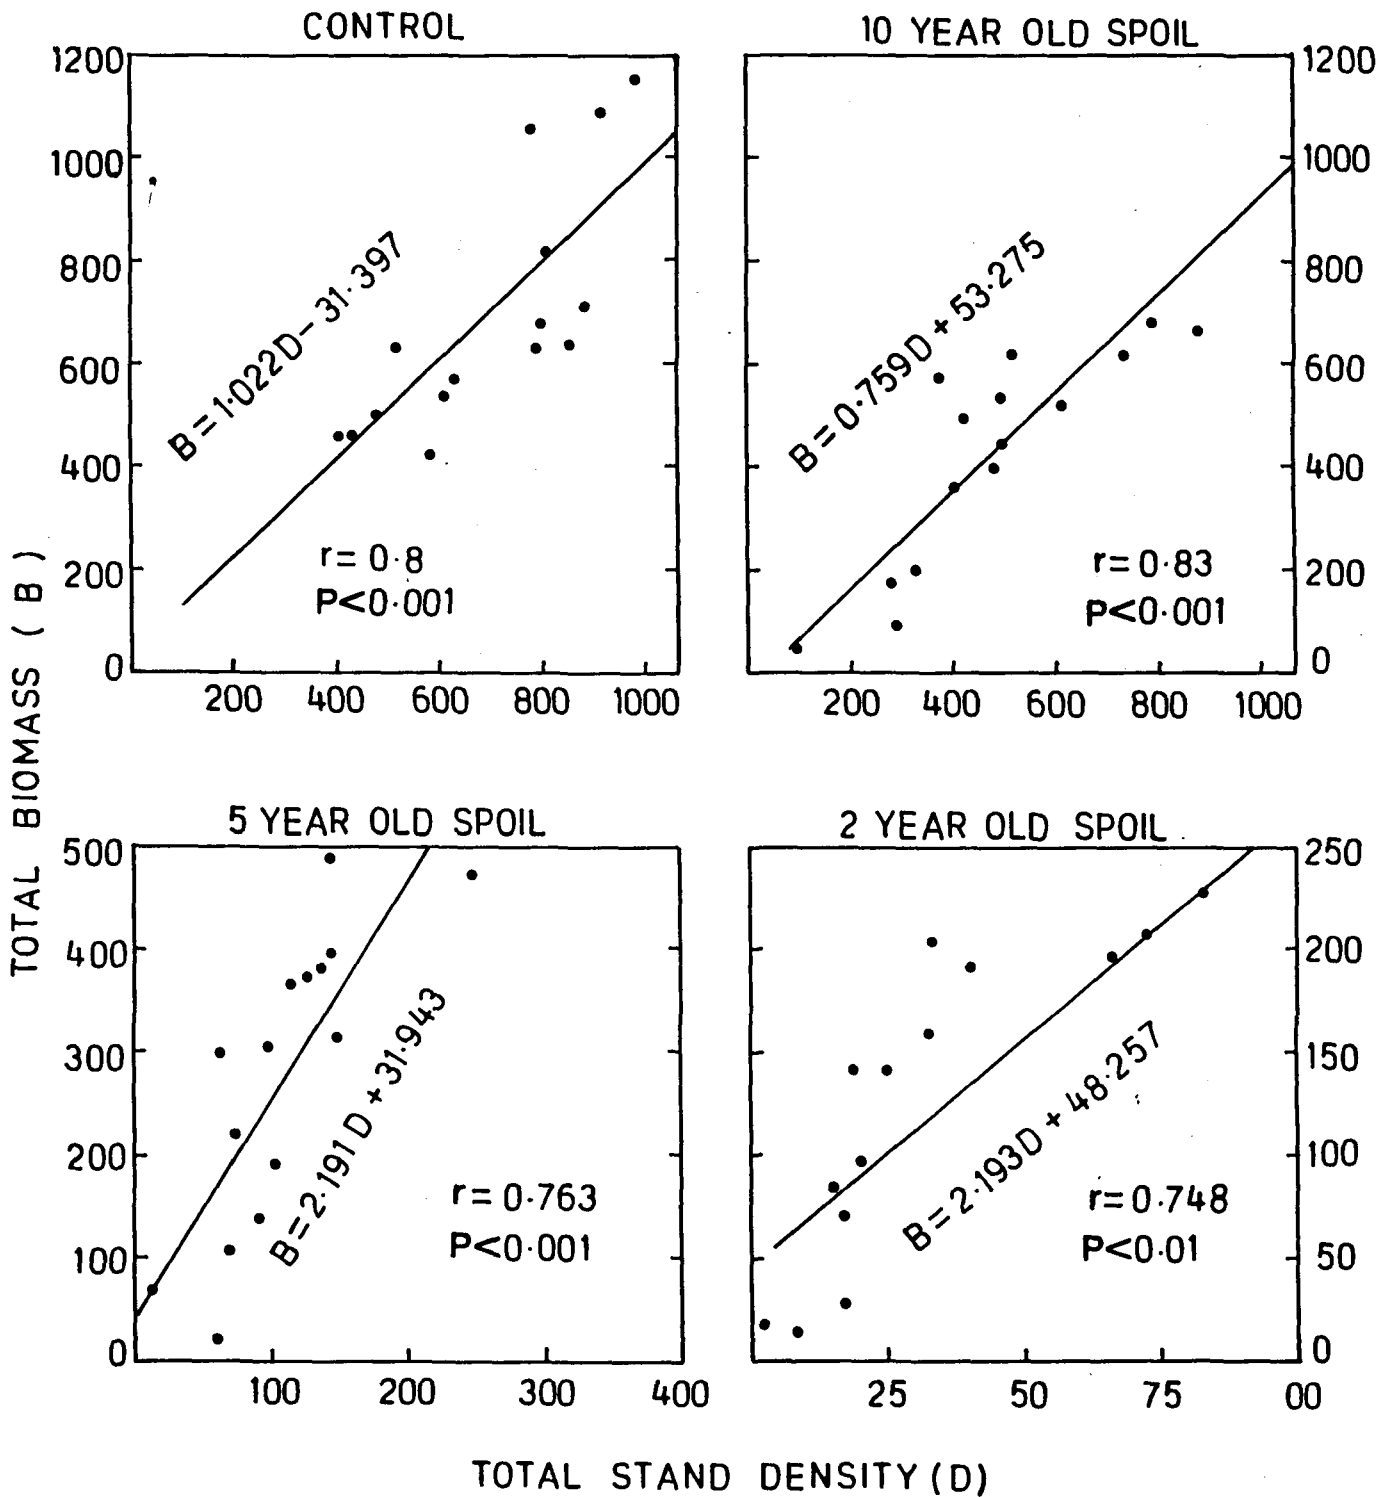 CONTROL
1200
1000
800
600
400
200
0
B = 1·022D - 31·397
r = 0·8
P<0·001
200 400 600 800 1000
10 YEAR OLD SPOIL
1200
1000
800
600
400
200
0
B = 0·759D + 53·275
r = 0·83
P<0·001
200 400 600 800 1000
TOTAL BIOMASS ( B )
5 YEAR OLD SPOIL
500
400
300
200
100
0
B = 2·191D + 31·943
r = 0·763
P<0·001
100 200 300 400
2 YEAR OLD SPOIL
250
200
150
100
50
0
B = 2·193D + 48·257
r = 0·748
P<0·01
25 50 75 00
TOTAL STAND DENSITY (D)